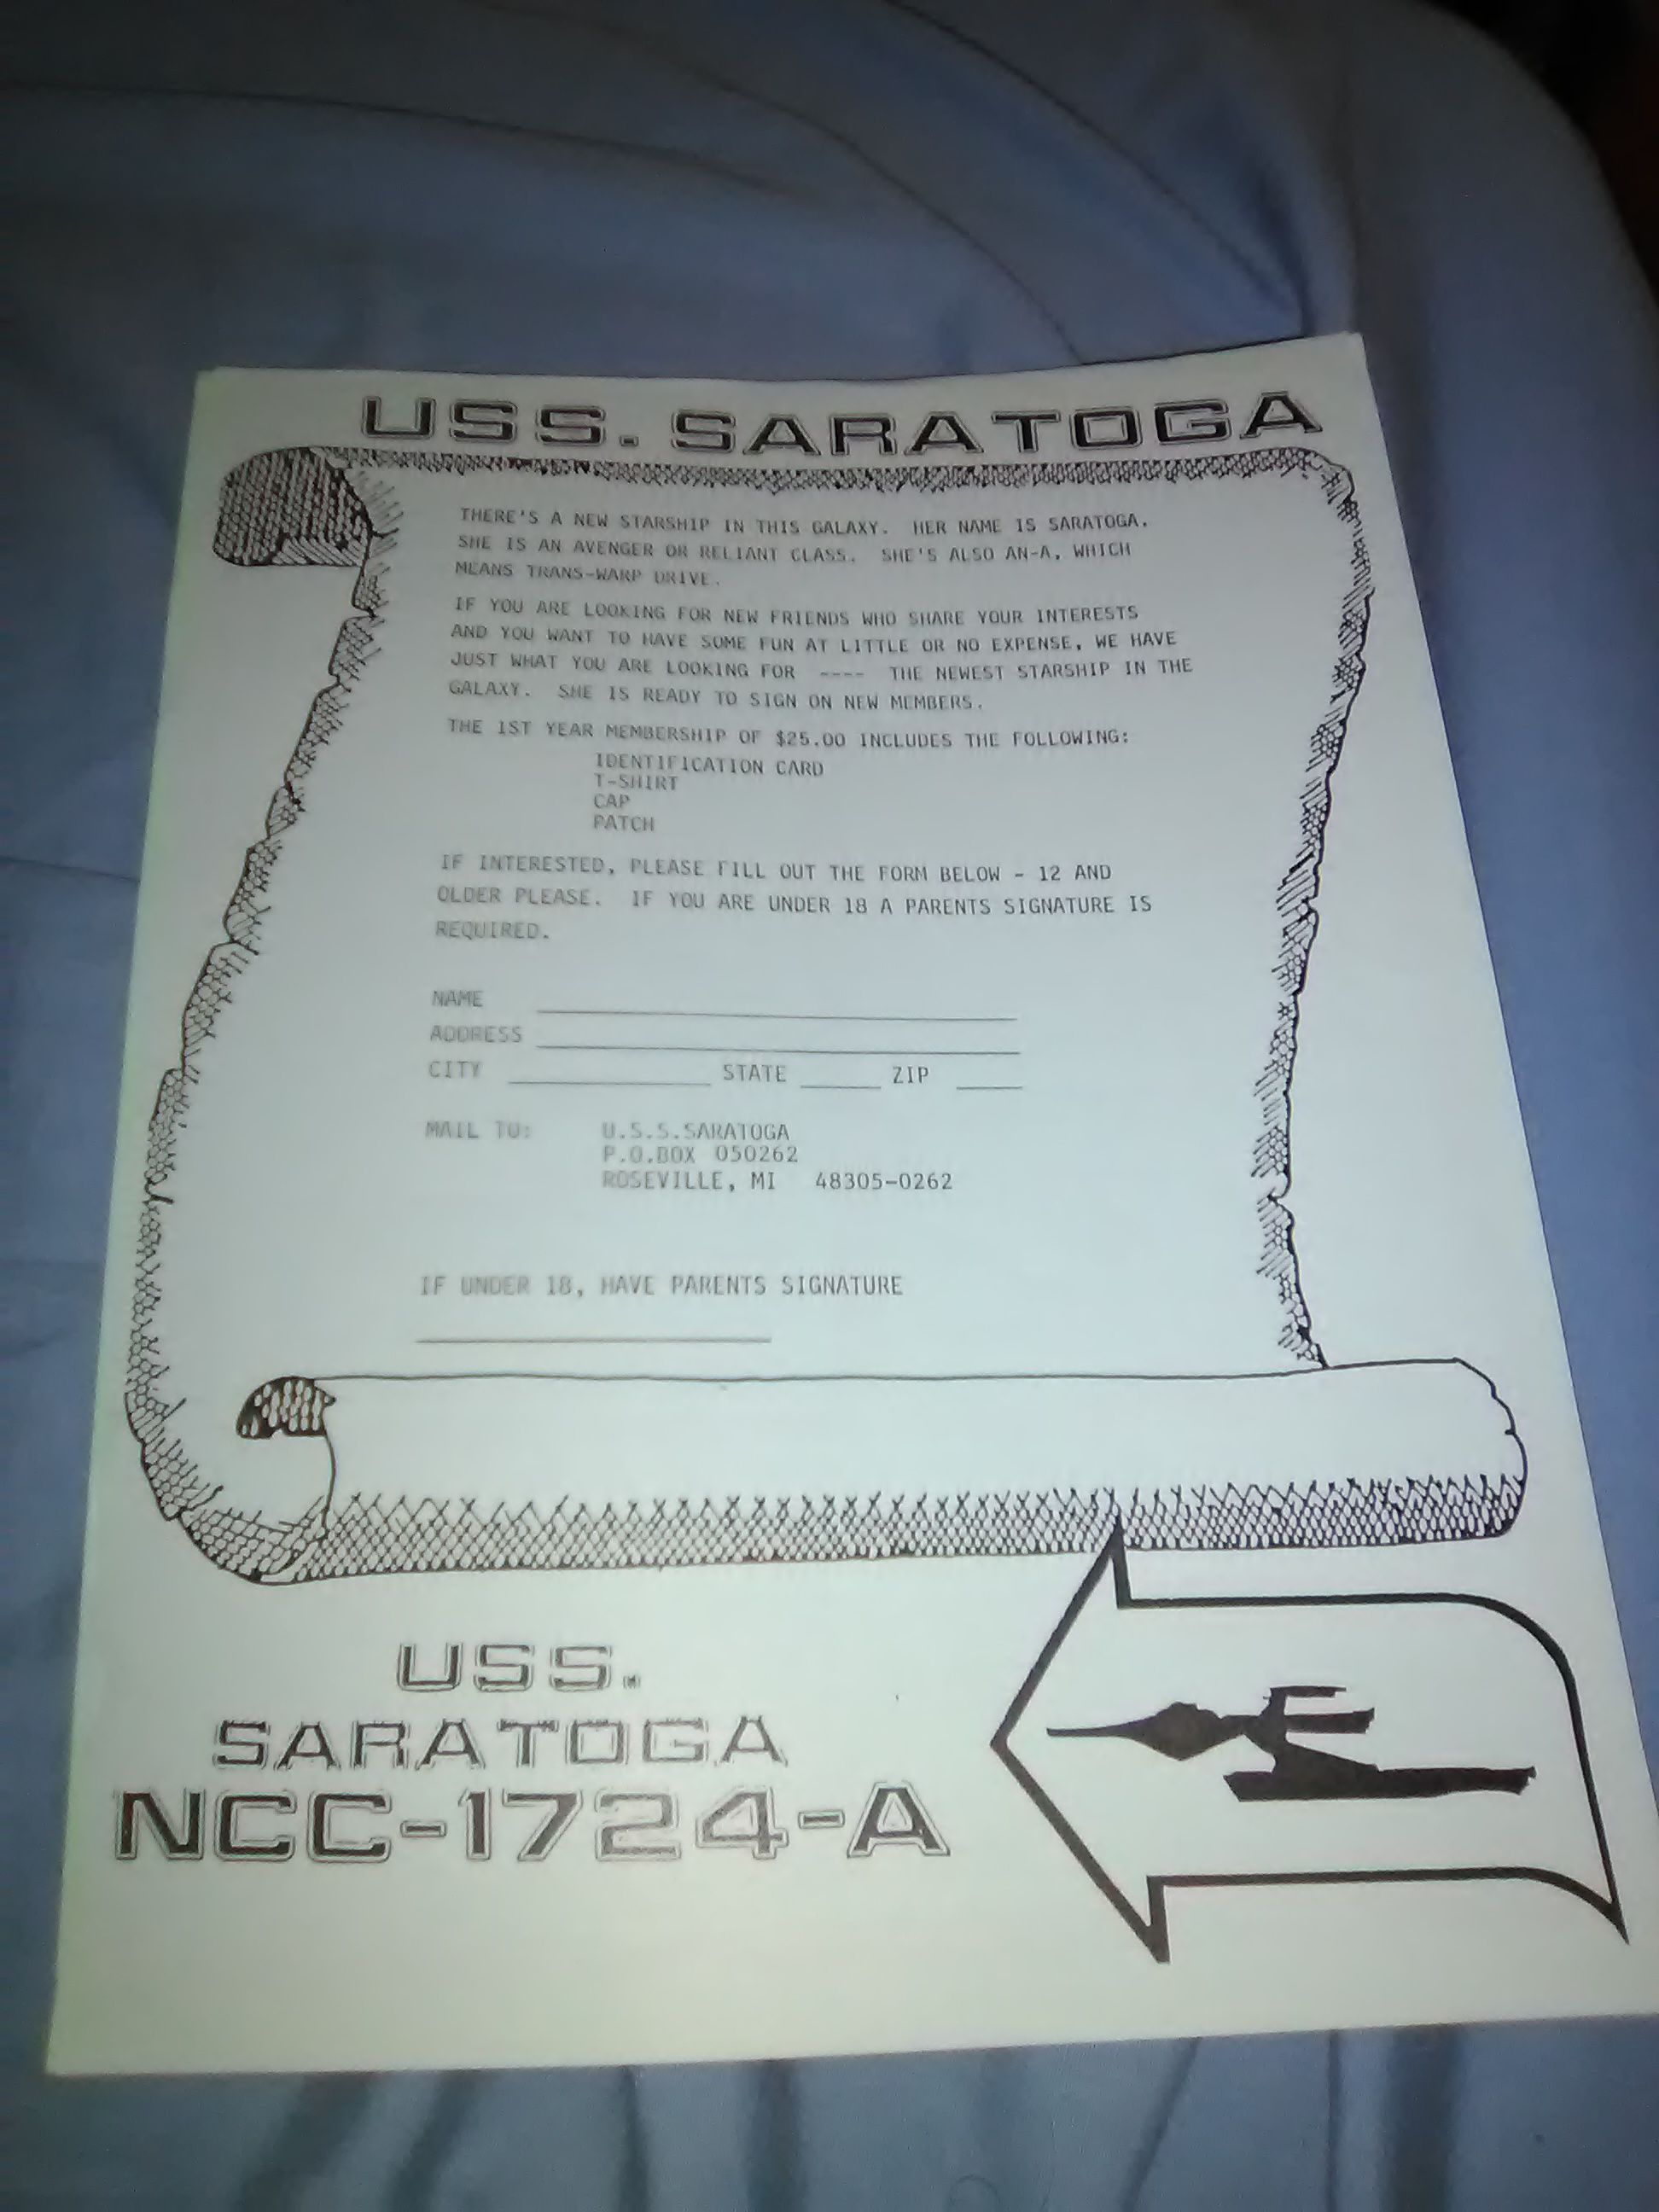 USS. SARATOGA
THERE'S A NEW STARSHIP IN THIS GALAXY. HER NAME IS SARATOGA.
SHE IS AN AVENGER OR RELIANT CLASS. SHE'S ALSO AN-A, WHICH
MEANS TRANS-WARP DRIVE.
IF YOU ARE LOOKING FOR NEW FRIENDS WHO SHARE YOUR INTERESTS
AND YOU WANT TO HAVE SOME FUN AT LITTLE OR NO EXPENSE, WE HAVE
JUST WHAT YOU ARE LOOKING FOR ---- THE NEWEST STARSHIP IN THE
GALAXY. SHE IS READY TO SIGN ON NEW MEMBERS.
THE 1ST YEAR MEMBERSHIP OF $25.00 INCLUDES THE FOLLOWING:
IDENTIFICATION CARD
T-SHIRT
CAP
PATCH
IF INTERESTED, PLEASE FILL OUT THE FORM BELOW - 12 AND
OLDER PLEASE. IF YOU ARE UNDER 18 A PARENTS SIGNATURE IS
REQUIRED.
NAME
ADDRESS
CITY STATE ZIP
MAIL TO: U.S.S.SARATOGA
P.O.BOX 050262
ROSEVILLE, MI 48305-0262
IF UNDER 18, HAVE PARENTS SIGNATURE
USS.
SARATOGA
NCC-1724-A